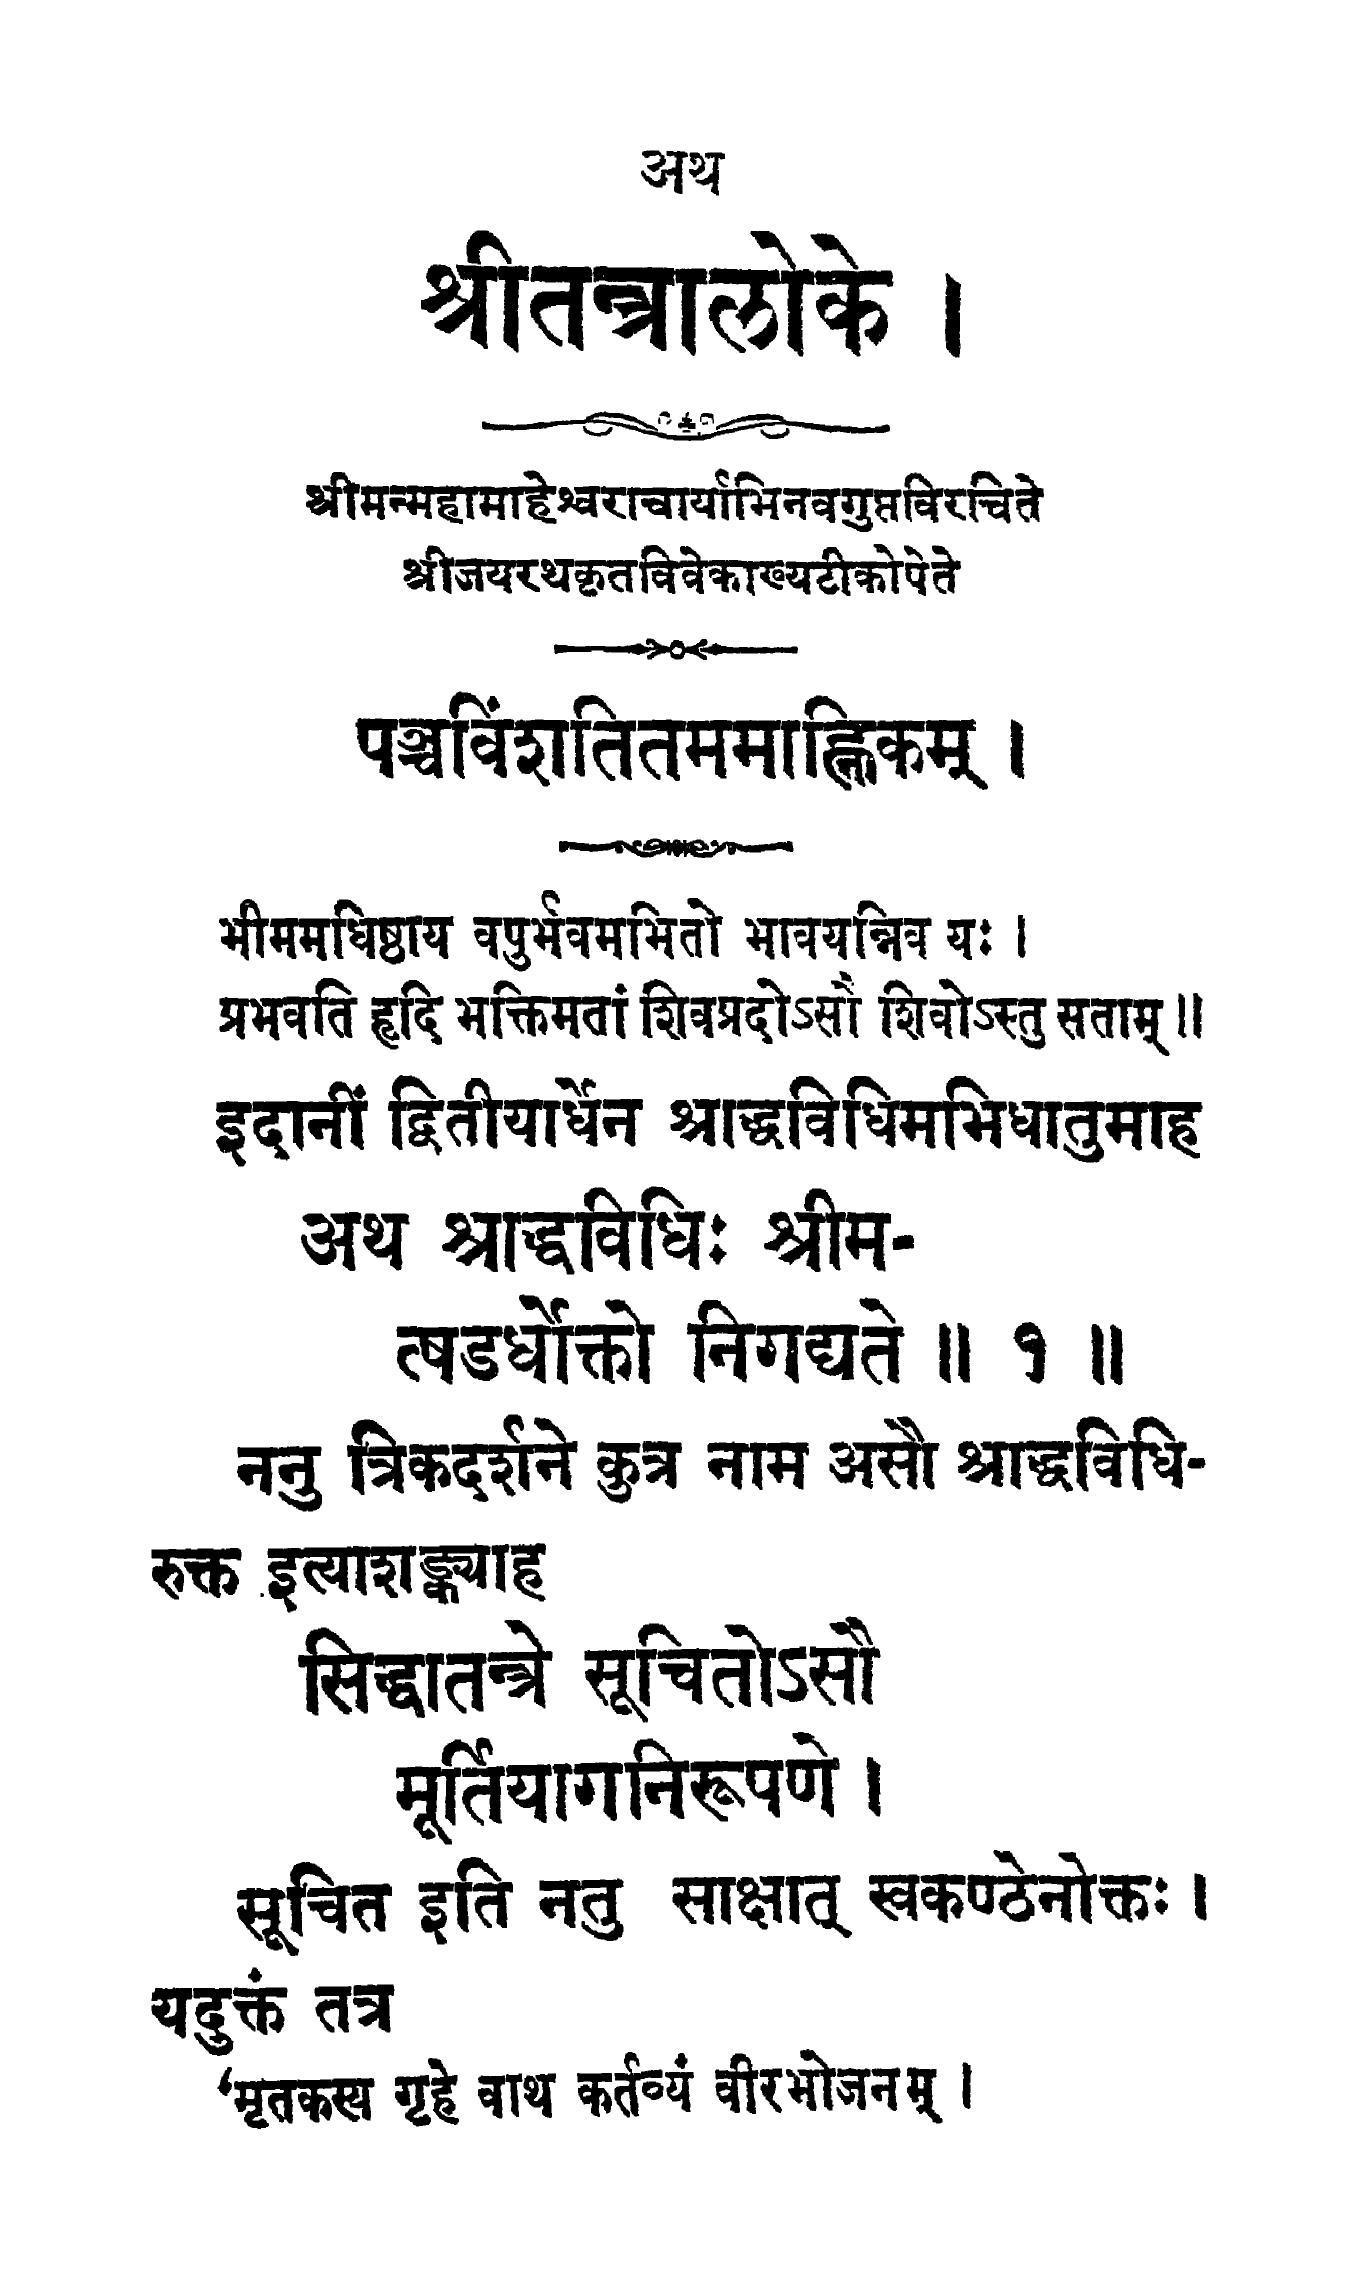 अथ
श्रीतन्त्रालोके ।
श्रीमन्महामाहेश्वराचार्याभिनवगुप्तविरचिते
श्रीजयरथकृतविवेकाख्यटीकोपेते
पञ्चविंशतितममाह्निकम् ।
भीममधिष्ठाय वपुर्भवमभितो भावयन्निव यः ।
प्रभवति हृदि भक्तिमतां शिवप्रदोऽसौ शिवोऽस्तु सताम् ॥
इदानीं द्वितीयार्धेन श्राद्धविधिमभिधातुमाह
अथ श्राद्धविधिः श्रीम-
त्षडर्धोक्तो निगद्यते ॥ १ ॥
ननु त्रिकदर्शने कुत्र नाम असौ श्राद्धविधि-
रुक्त इत्याशङ्क्याह
सिद्धातन्त्रे सूचितोऽसौ
मूर्तियागनिरूपणे ।
सूचित इति नतु साक्षात् स्वकण्ठेनोक्तः ।
यदुक्तं तत्र
‘मृतकस्य गृहे वाथ कर्तव्यं वीरभोजनम् ।